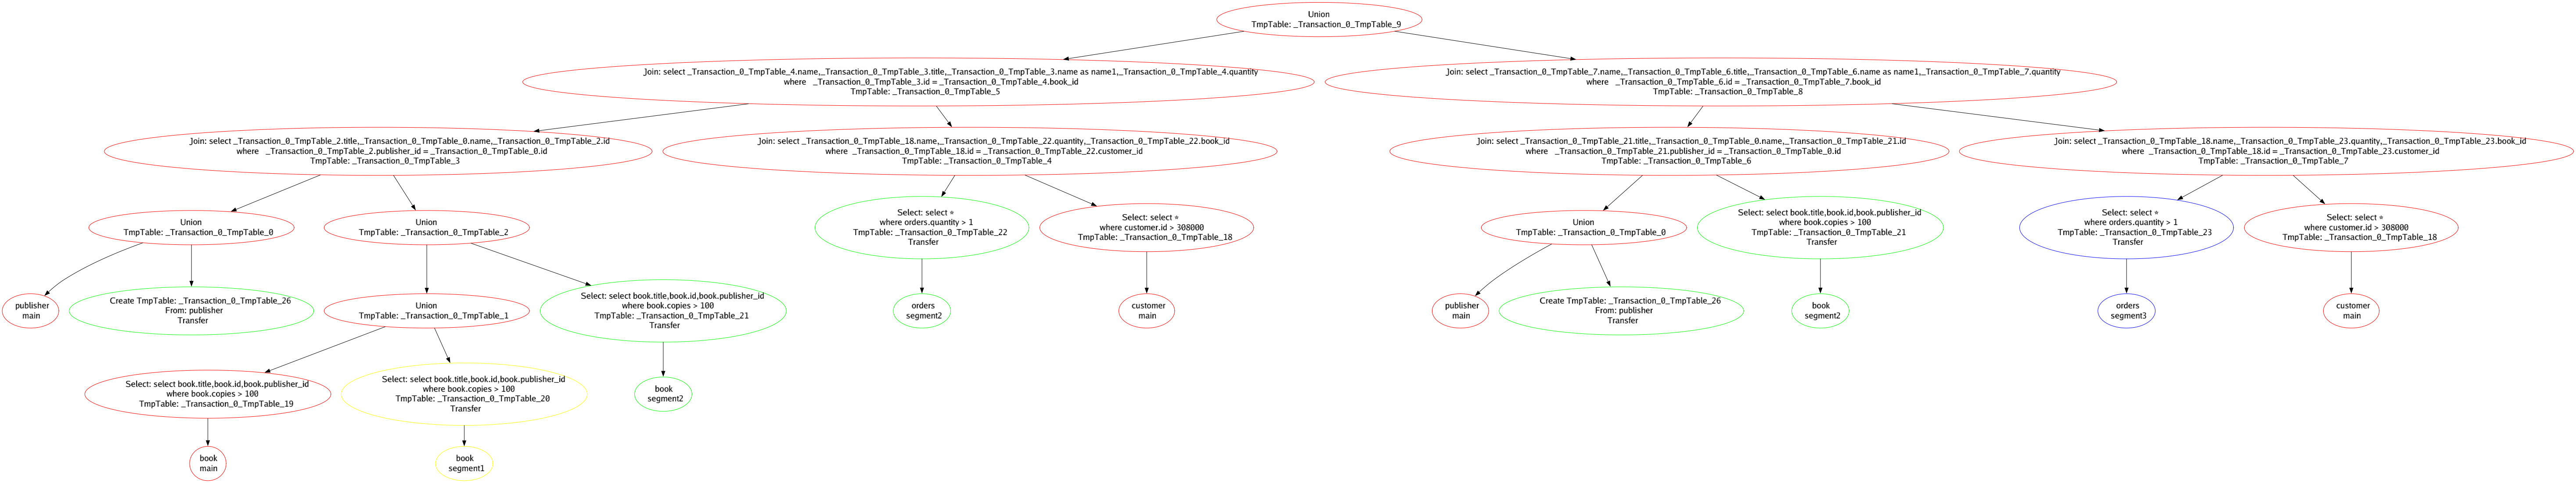 Union
TmpTable: _Transaction_0_TmpTable_9
Join: select _Transaction_0_TmpTable_4.name,_Transaction_0_TmpTable_3.title,_Transaction_0_TmpTable_3.name as name1,_Transaction_0_TmpTable_4.quantity
where _Transaction_0_TmpTable_3.id = _Transaction_0_TmpTable_4.book_id
TmpTable: _Transaction_0_TmpTable_5
Join: select _Transaction_0_TmpTable_7.name,_Transaction_0_TmpTable_6.title,_Transaction_0_TmpTable_6.name as name1,_Transaction_0_TmpTable_7.quantity
where _Transaction_0_TmpTable_6.id = _Transaction_0_TmpTable_7.book_id
TmpTable: _Transaction_0_TmpTable_8
Join: select _Transaction_0_TmpTable_2.title,_Transaction_0_TmpTable_0.name,_Transaction_0_TmpTable_2.id
where _Transaction_0_TmpTable_2.publisher_id = _Transaction_0_TmpTable_0.id
TmpTable: _Transaction_0_TmpTable_3
Join: select _Transaction_0_TmpTable_18.name,_Transaction_0_TmpTable_22.quantity,_Transaction_0_TmpTable_22.book_id
where _Transaction_0_TmpTable_18.id = _Transaction_0_TmpTable_22.customer_id
TmpTable: _Transaction_0_TmpTable_4
Join: select _Transaction_0_TmpTable_21.title,_Transaction_0_TmpTable_0.name,_Transaction_0_TmpTable_21.id
where _Transaction_0_TmpTable_21.publisher_id = _Transaction_0_TmpTable_0.id
TmpTable: _Transaction_0_TmpTable_6
Join: select _Transaction_0_TmpTable_18.name,_Transaction_0_TmpTable_23.quantity,_Transaction_0_TmpTable_23.book_id
where _Transaction_0_TmpTable_18.id = _Transaction_0_TmpTable_23.customer_id
TmpTable: _Transaction_0_TmpTable_7
Union
TmpTable: _Transaction_0_TmpTable_0
Union
TmpTable: _Transaction_0_TmpTable_2
Select: select *
where orders.quantity > 1
TmpTable: _Transaction_0_TmpTable_22
Transfer
Select: select *
where customer.id > 308000
TmpTable: _Transaction_0_TmpTable_18
Union
TmpTable: _Transaction_0_TmpTable_0
Select: select book.title,book.id,book.publisher_id
where book.copies > 100
TmpTable: _Transaction_0_TmpTable_21
Transfer
Select: select *
where orders.quantity > 1
TmpTable: _Transaction_0_TmpTable_23
Transfer
Select: select *
where customer.id > 308000
TmpTable: _Transaction_0_TmpTable_18
publisher
main
Create TmpTable: _Transaction_0_TmpTable_26
From: publisher
Transfer
Union
TmpTable: _Transaction_0_TmpTable_1
Select: select book.title,book.id,book.publisher_id
where book.copies > 100
TmpTable: _Transaction_0_TmpTable_21
Transfer
orders
segment2
customer
main
publisher
main
Create TmpTable: _Transaction_0_TmpTable_26
From: publisher
Transfer
book
segment2
orders
segment3
customer
main
Select: select book.title,book.id,book.publisher_id
where book.copies > 100
TmpTable: _Transaction_0_TmpTable_19
Select: select book.title,book.id,book.publisher_id
where book.copies > 100
TmpTable: _Transaction_0_TmpTable_20
Transfer
book
segment2
book
main
book
segment1